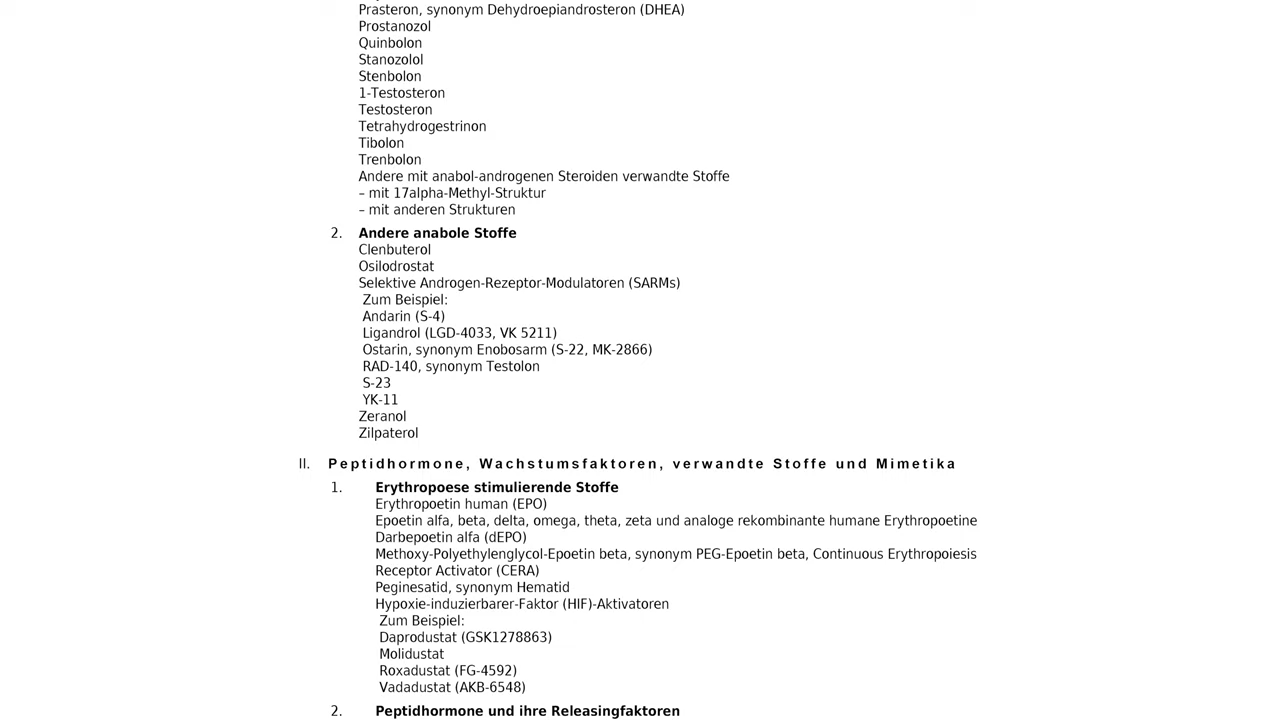 Prasteron, synonym Dehydroepiandrosteron (DHEA)
Prostanozol
Quinbolon
Stanozolol
Stenbolon
1-Testosteron
Testosteron
Tetrahydrogestrinon
Tibolon
Trenbolon
Andere mit anabol-androgenen Steroiden verwandte Stoffe
– mit 17alpha-Methyl-Struktur
– mit anderen Strukturen
2. Andere anabole Stoffe
Clenbuterol
Osilodrostat
Selektive Androgen-Rezeptor-Modulatoren (SARMs)
Zum Beispiel:
Andarin (S-4)
Ligandrol (LGD-4033, VK 5211)
Ostarin, synonym Enobosarm (S-22, MK-2866)
RAD-140, synonym Testolon
S-23
YK-11
Zeranol
Zilpaterol
II. Peptidhormone, Wachstumsfaktoren, verwandte Stoffe und Mimetika
1. Erythropoese stimulierende Stoffe
Erythropoetin human (EPO)
Epoetin alfa, beta, delta, omega, theta, zeta und analoge rekombinante humane Erythropoetine
Darbepoetin alfa (dEPO)
Methoxy-Polyethylenglycol-Epoetin beta, synonym PEG-Epoetin beta, Continuous Erythropoiesis
Receptor Activator (CERA)
Peginesatid, synonym Hematid
Hypoxie-induzierbarer-Faktor (HIF)-Aktivatoren
Zum Beispiel:
Daprodustat (GSK1278863)
Molidustat
Roxadustat (FG-4592)
Vadadustat (AKB-6548)
2. Peptidhormone und ihre Releasingfaktoren